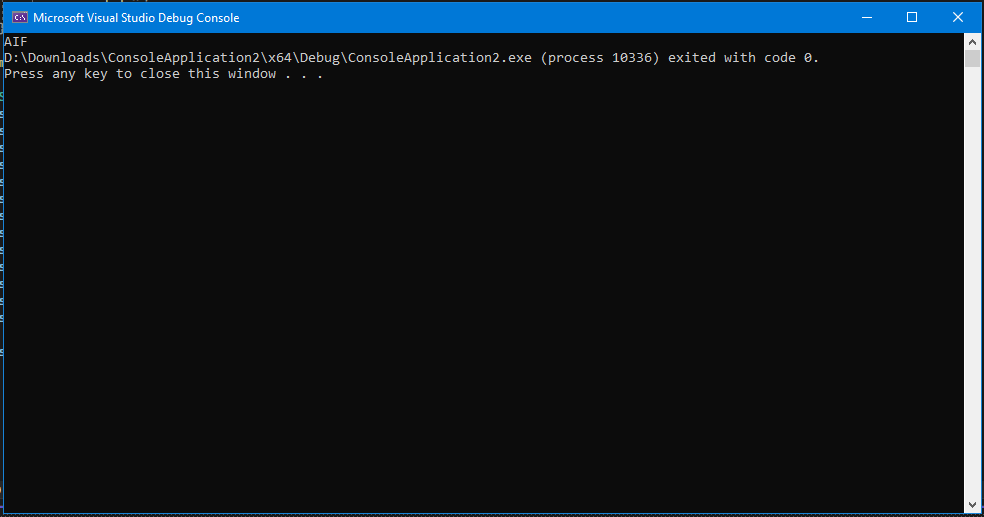 Microsoft Visual Studio Debug Console
AIF
D:\Downloads\ConsoleApplication2\x64\Debug\ConsoleApplication2.exe (process 10336) exited with code 0.
Press any key to close this window . . .